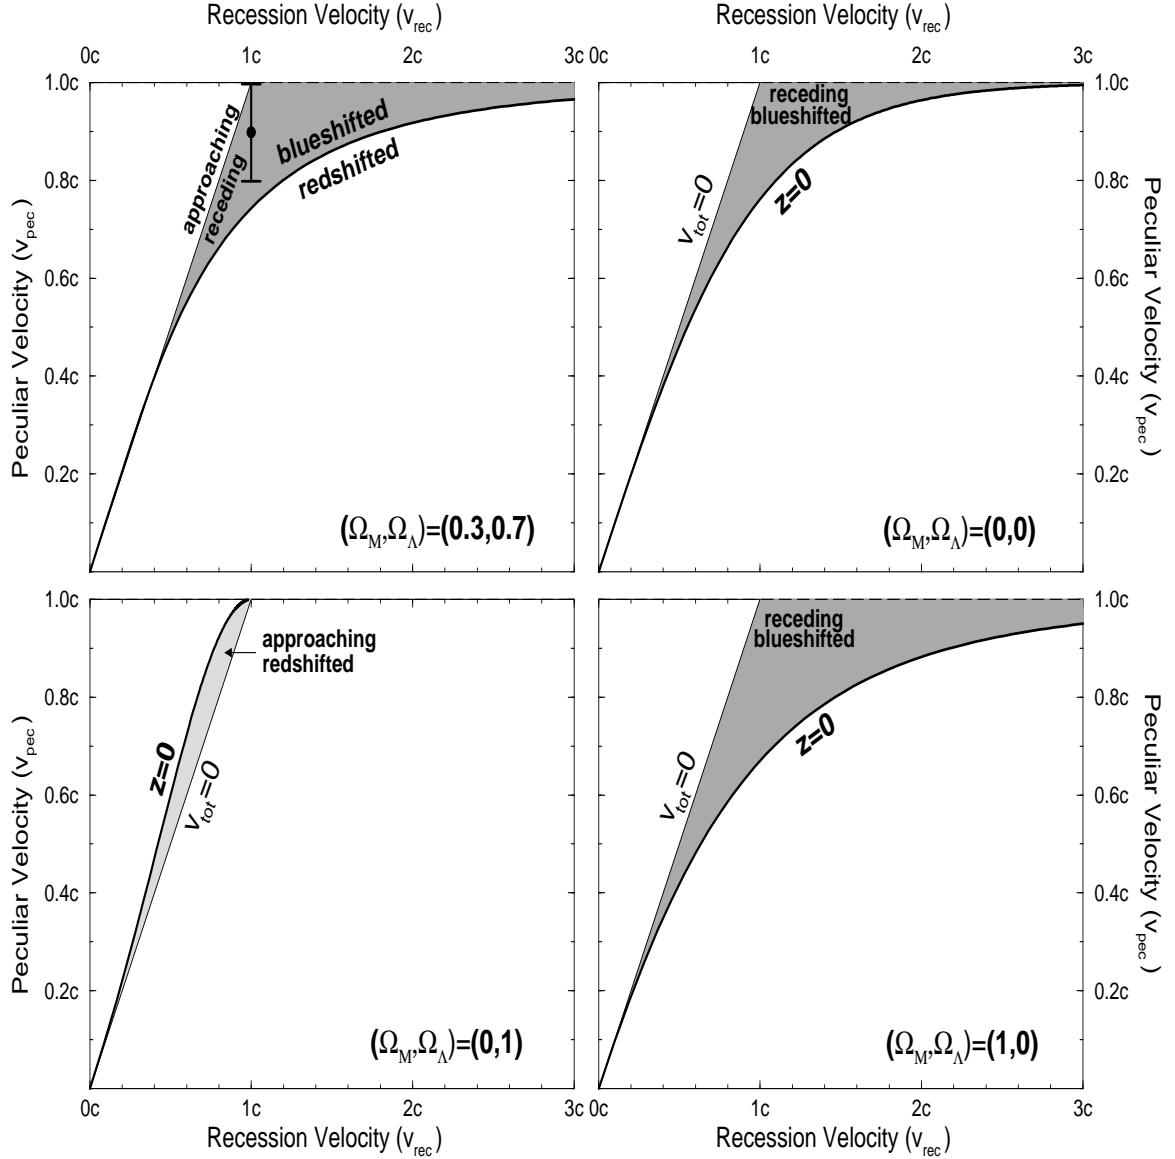 Recession Velocity (v_rec)
Recession Velocity (v_rec)
0c 1c 2c 3c 0c 1c 2c 3c
1.0c
0.8c
0.6c
0.4c
0.2c
Peculiar Velocity (v_pec)
approaching
receding
blueshifted
redshifted
(Ω_M,Ω_Λ)=(0.3,0.7)
receding
blueshifted
v_tot=0
z=0
(Ω_M,Ω_Λ)=(0,0)
1.0c
0.8c
0.6c
0.4c
0.2c
Peculiar Velocity (v_pec)
1.0c
0.8c
0.6c
0.4c
0.2c
Peculiar Velocity (v_pec)
approaching
redshifted
z=0
v_tot=0
(Ω_M,Ω_Λ)=(0,1)
receding
blueshifted
v_tot=0
z=0
(Ω_M,Ω_Λ)=(1,0)
1.0c
0.8c
0.6c
0.4c
0.2c
Peculiar Velocity (v_pec)
0c 1c 2c 3c 0c 1c 2c 3c
Recession Velocity (v_rec)
Recession Velocity (v_rec)